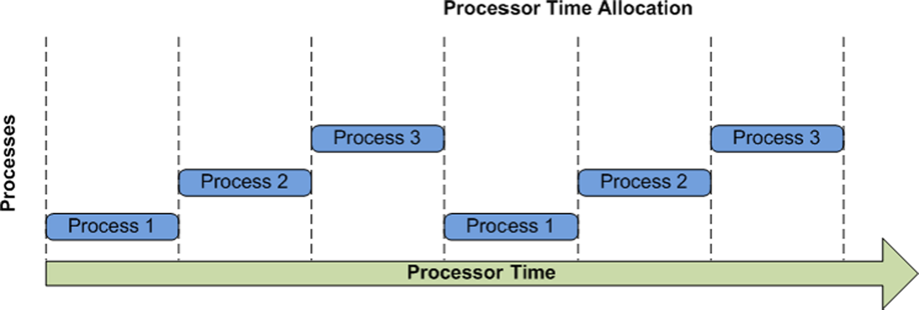 Processor Time Allocation
Processes
Process 3
Process 3
Process 2
Process 2
Process 1
Process 1
Processor Time